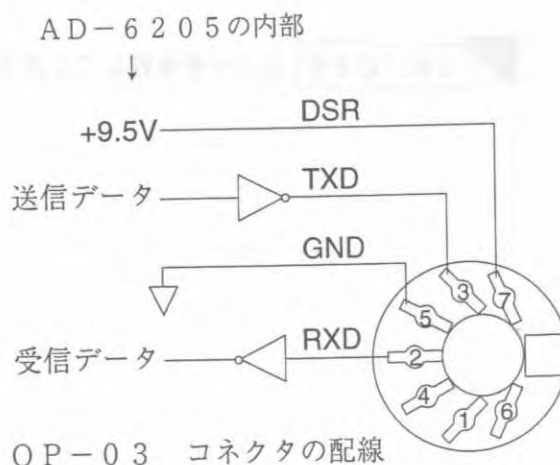 AD－6205の内部
↓
+9.5V DSR
送信データ TXD
GND
3 7
5
受信データ RXD 2
4 1 6
OP－03 コネクタの配線